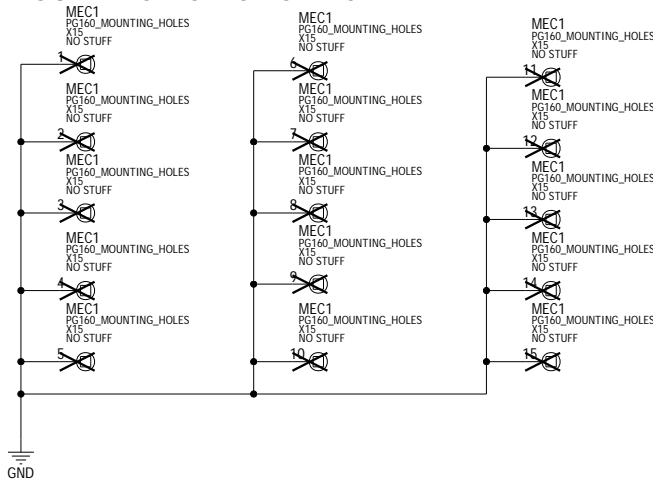 MEC1
PG160_MOUNTING_HOLES
X15
NO STUFF
1
MEC1
PG160_MOUNTING_HOLES
X15
NO STUFF
2
MEC1
PG160_MOUNTING_HOLES
X15
NO STUFF
3
MEC1
PG160_MOUNTING_HOLES
X15
NO STUFF
4
MEC1
PG160_MOUNTING_HOLES
X15
NO STUFF
5
MEC1
PG160_MOUNTING_HOLES
X15
NO STUFF
6
MEC1
PG160_MOUNTING_HOLES
X15
NO STUFF
7
MEC1
PG160_MOUNTING_HOLES
X15
NO STUFF
8
MEC1
PG160_MOUNTING_HOLES
X15
NO STUFF
9
MEC1
PG160_MOUNTING_HOLES
X15
NO STUFF
10
MEC1
PG160_MOUNTING_HOLES
X15
NO STUFF
11
MEC1
PG160_MOUNTING_HOLES
X15
NO STUFF
12
MEC1
PG160_MOUNTING_HOLES
X15
NO STUFF
13
MEC1
PG160_MOUNTING_HOLES
X15
NO STUFF
14
MEC1
PG160_MOUNTING_HOLES
X15
NO STUFF
15
GND